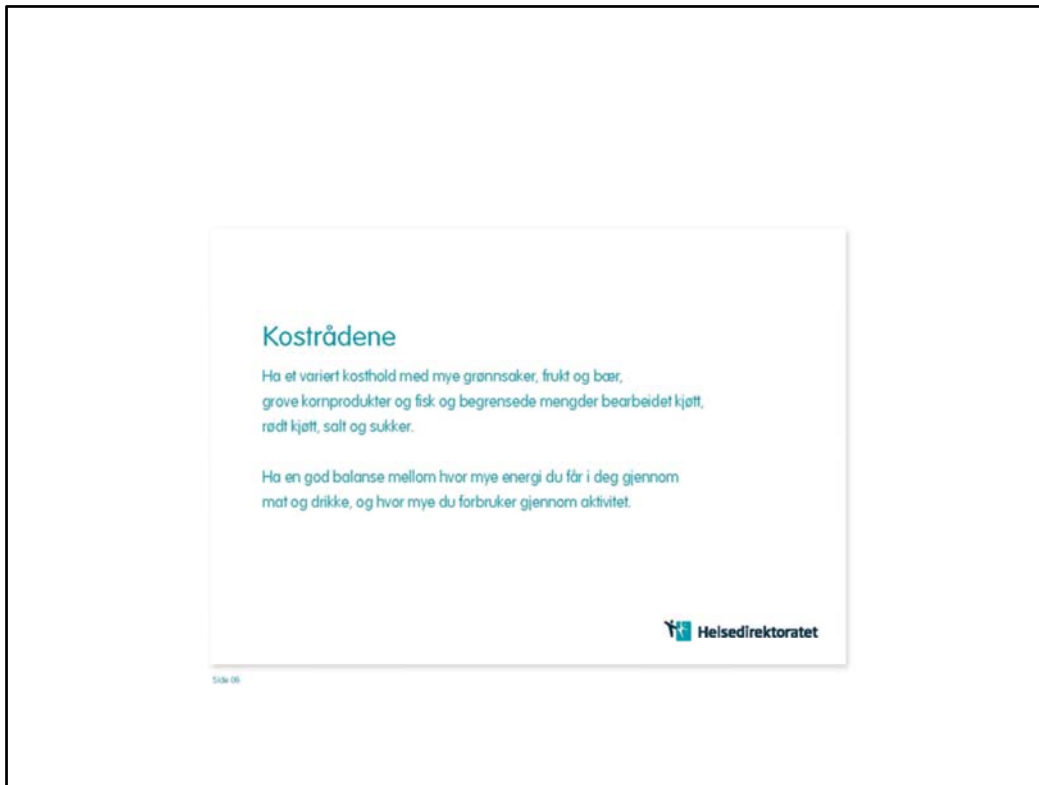 Kostrådene
Ha et variert kosthold med mye grønnsaker, frukt og bær,
grove kornprodukter og fisk og begrensede mengder bearbeidet kjøtt,
rødt kjøtt, salt og sukker.
Ha en god balanse mellom hvor mye energi du får i deg gjennom
mat og drikke, og hvor mye du forbruker gjennom aktivitet.
Helsedirektoratet
Side 06